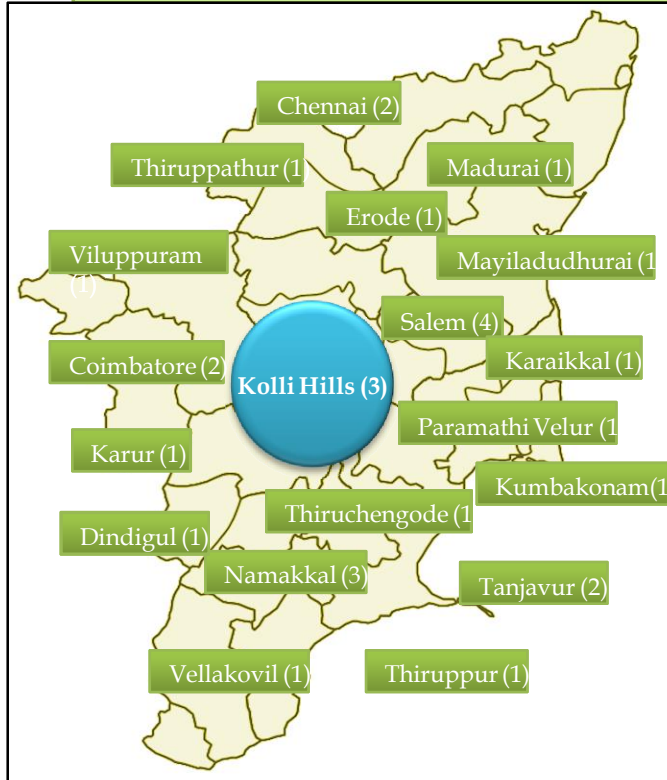 Chennai (2)
Thiruppathur (1
Madurai (1)
Erode (1)
Viluppuram
(1)
Mayiladudhurai (1
Salem (4)
Coimbatore (2)
Kolli Hills (3)
Karaikkal (1)
Paramathi Velur (1
Karur (1)
Kumbakonam(1
Thiruchengode (1
Dindigul (1)
Namakkal (3)
Tanjavur (2)
Vellakovil (1)
Thiruppur (1)